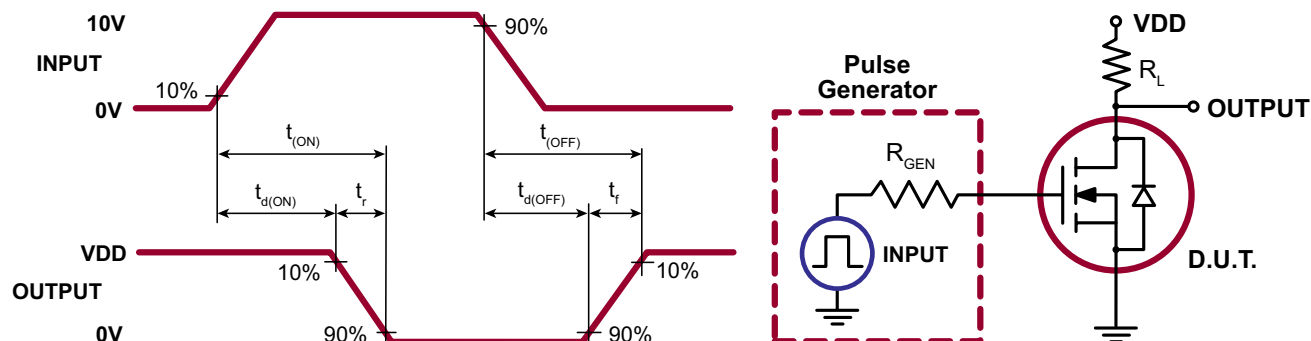 10V
INPUT
0V
10%
90%
t(ON)
t(OFF)
td(ON)
tr
td(OFF)
tf
VDD
OUTPUT
0V
10%
90%
10%
90%
Pulse
Generator
RGEN
INPUT
VDD
RL
OUTPUT
D.U.T.